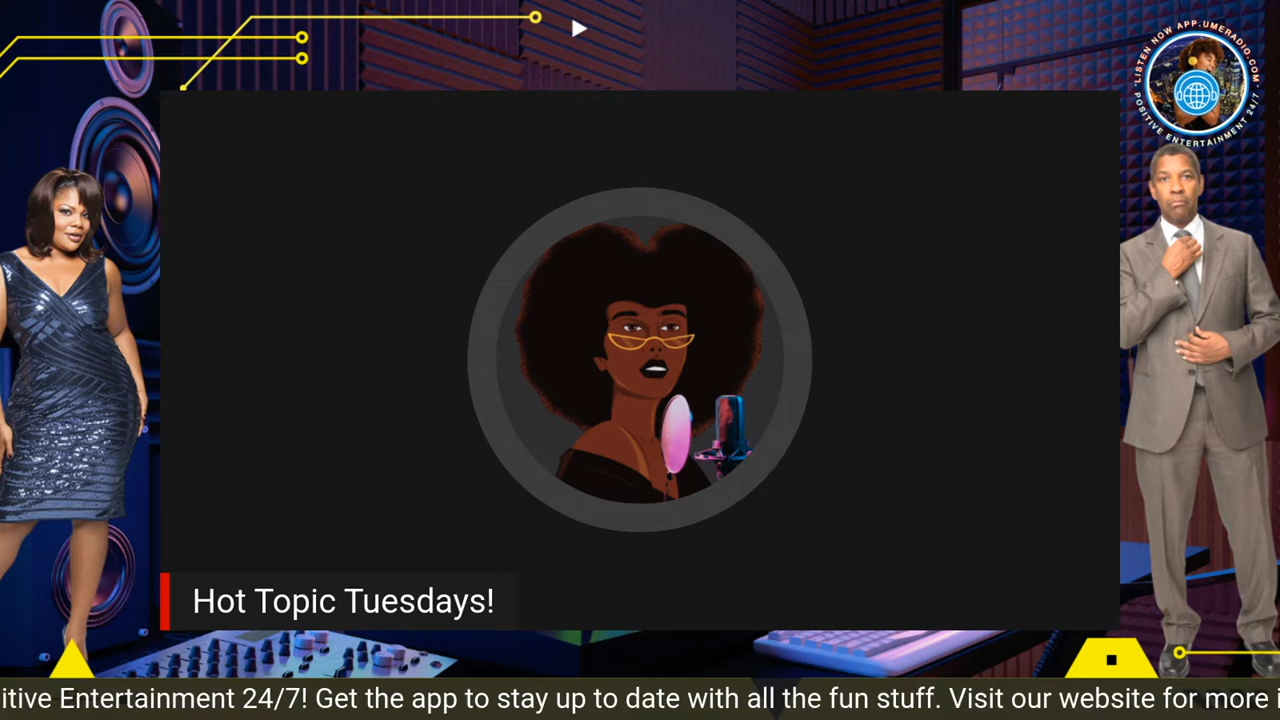 • LISTEN NOW APP.UMERADIO.COM •
POSITIVE ENTERTAINMENT 24/7
Hot Topic Tuesdays!
itive Entertainment 24/7! Get the app to stay up to date with all the fun stuff. Visit our website for more i